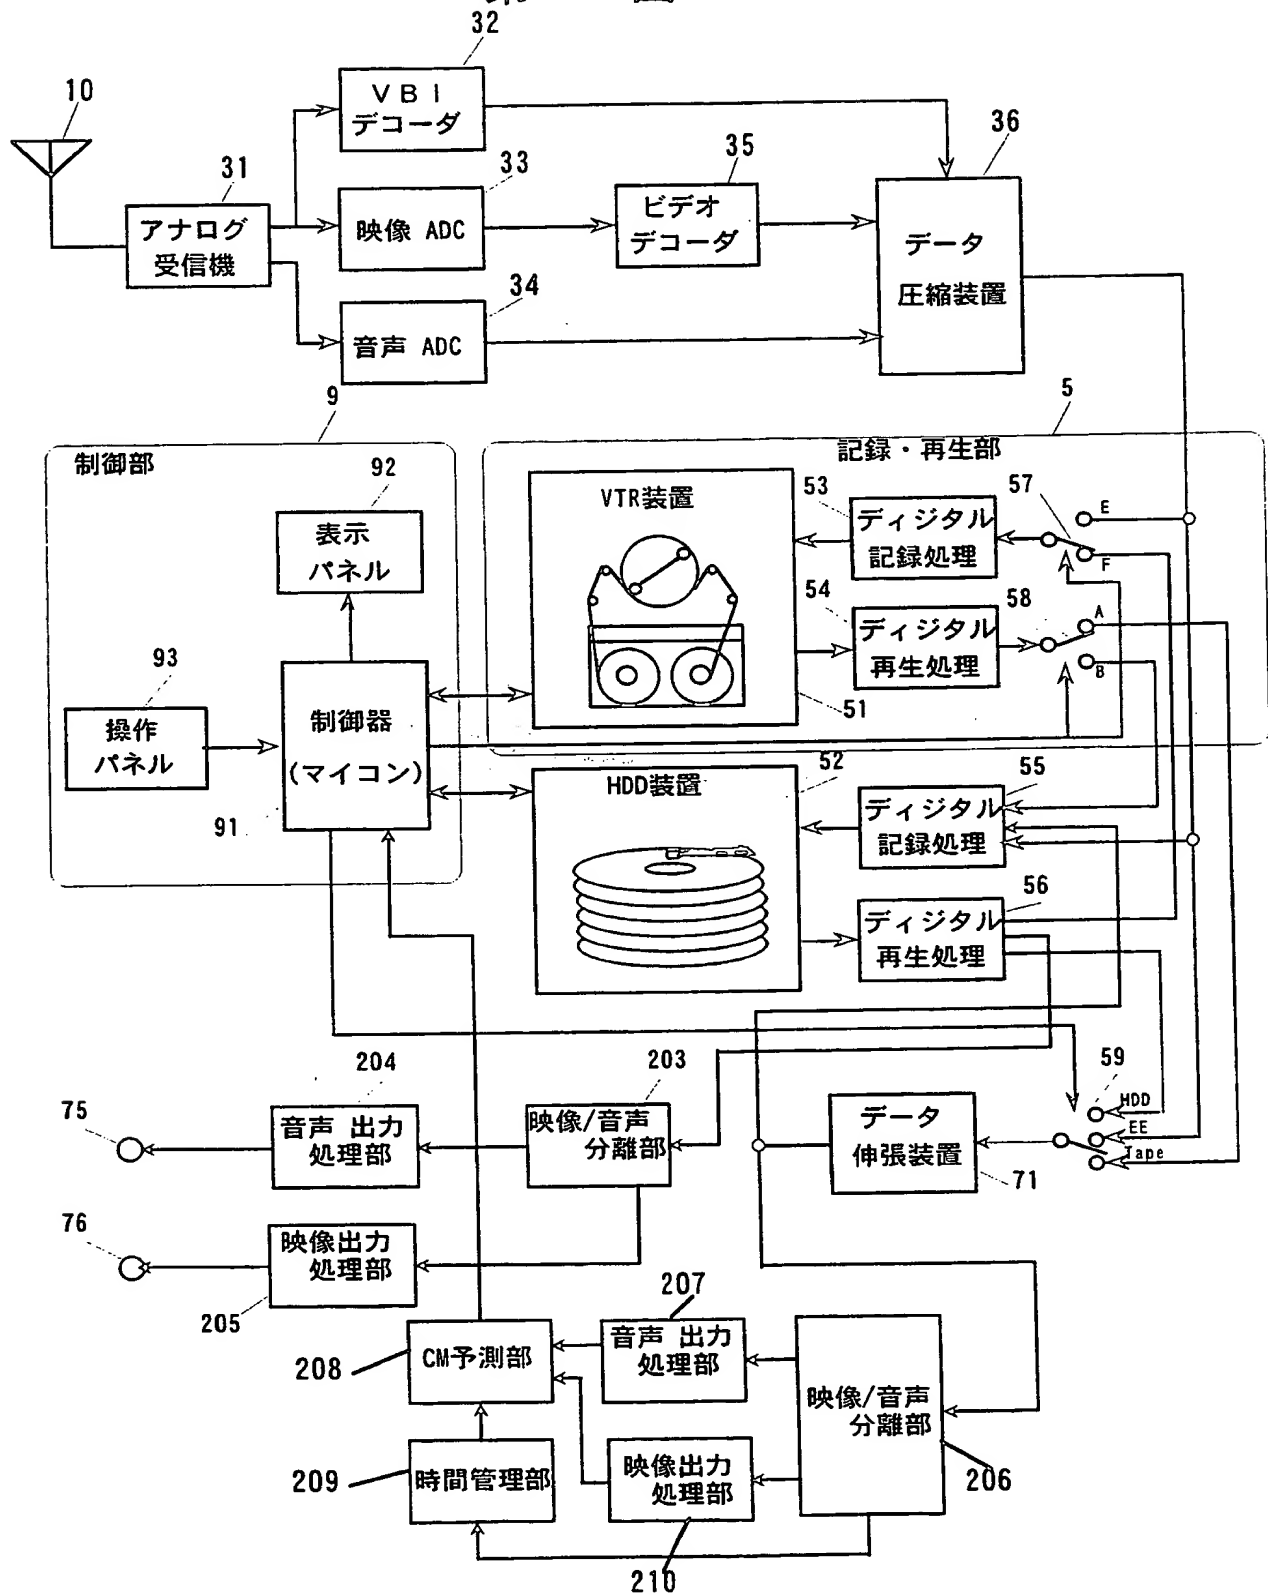 32
10
VBI
デコーダ
36
31
33
35
アナログ
受信機
映像 ADC
ビデオ
デコーダ
データ
圧縮装置
34
音声 ADC
9
5
制御部
記録・再生部
92
表示
パネル
VTR装置
53
ディジタル
記録処理
57
E
F
54
ディジタル
再生処理
58
A
B
93
操作
パネル
制御器
(マイコン)
91
51
HDD装置
52
55
ディジタル
記録処理
56
ディジタル
再生処理
204
203
59
75
音声 出力
処理部
映像/音声
分離部
データ
伸張装置
HDD
EE
Tape
71
76
映像出力
処理部
205
207
208
CM予測部
音声 出力
処理部
映像/音声
分離部
209
時間管理部
映像出力
処理部
206
210